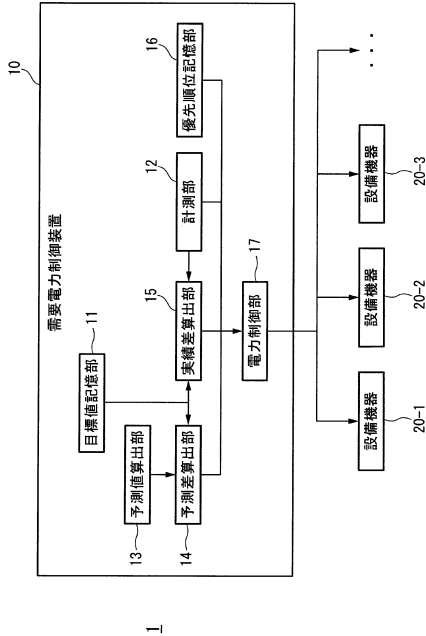 1
10
需要電力制御装置
目標値記憶部
11
予測値算出部
13
予測差算出部
14
実績差算出部
15
計測部
12
優先順位記憶部
16
電力制御部
17
設備機器
20-1
設備機器
20-2
設備機器
20-3
...